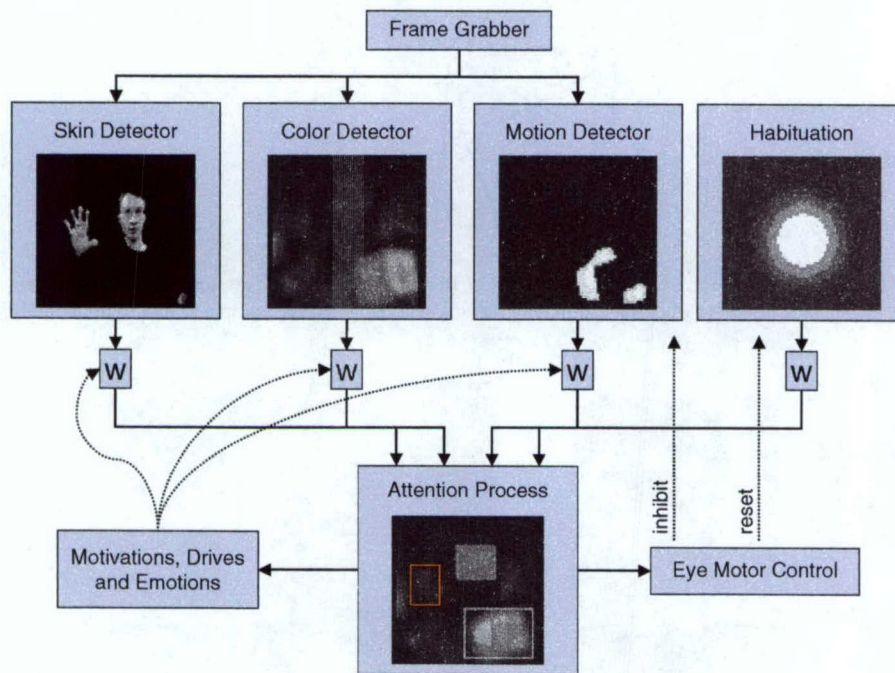 Frame Grabber
Skin Detector
Color Detector
Motion Detector
Habituation
W
W
W
W
Attention Process
inhibit
reset
Motivations, Drives
and Emotions
Eye Motor Control